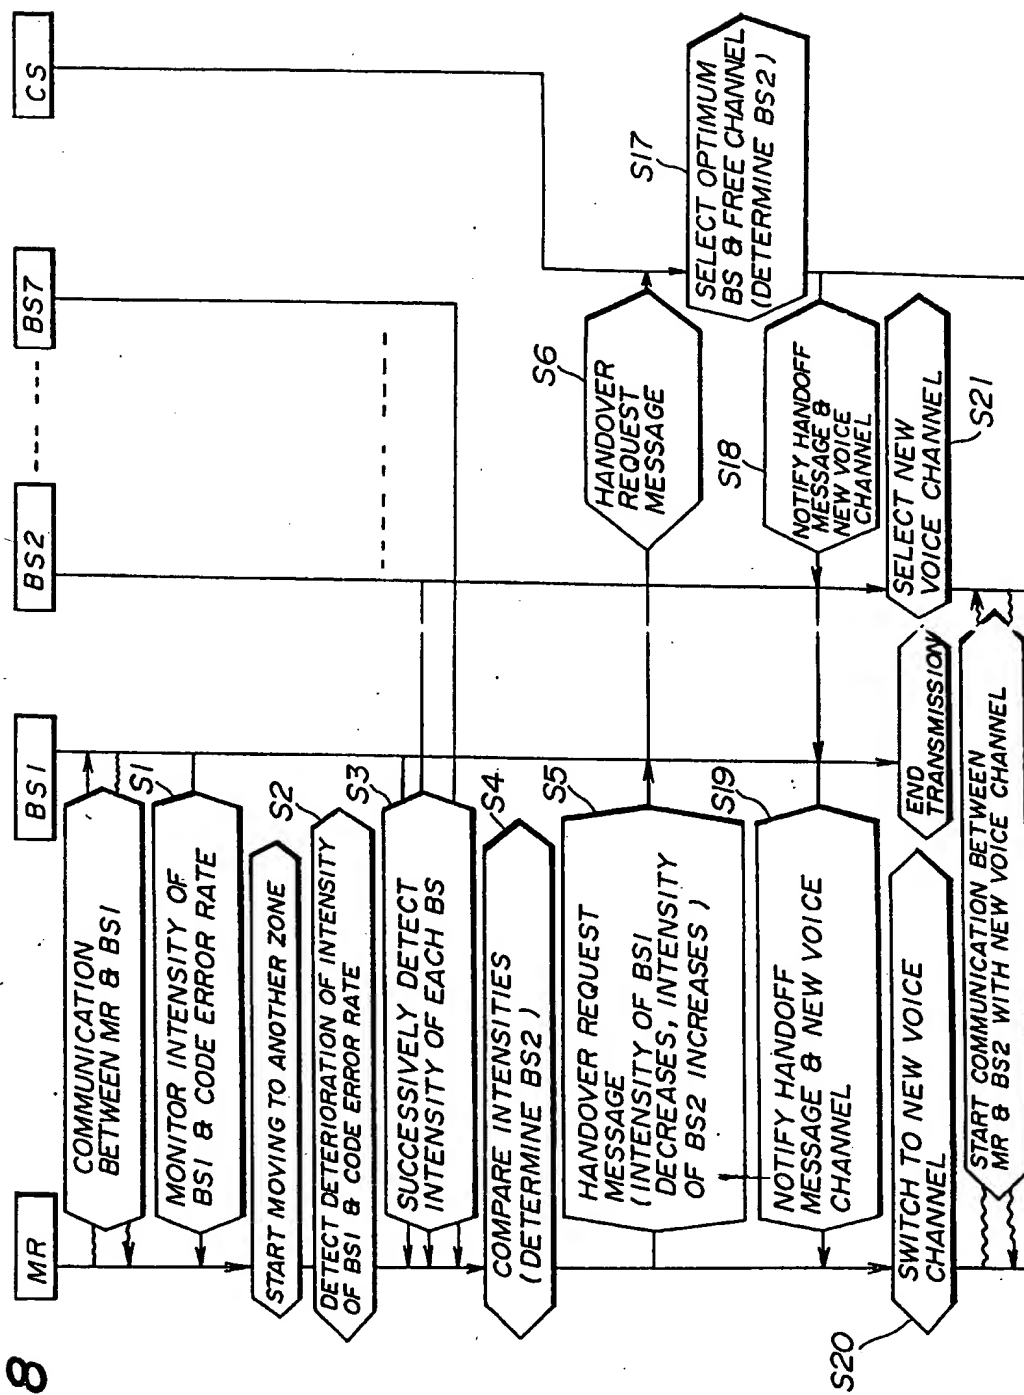 8
MR
BS1
BS2
BS7
CS
COMMUNICATION
BETWEEN MR & BS1
S1
MONITOR INTENSITY OF
BS1 & CODE ERROR RATE
START MOVING TO ANOTHER ZONE
S2
DETECT DETERIORATION OF INTENSITY
OF BS1 & CODE ERROR RATE
S3
SUCCESSIVELY DETECT
INTENSITY OF EACH BS
S4
COMPARE INTENSITIES
(DETERMINE BS2)
S5
HANDOVER REQUEST
MESSAGE
(INTENSITY OF BS1
DECREASES, INTENSITY
OF BS2 INCREASES)
S6
HANDOVER
REQUEST
MESSAGE
S17
SELECT OPTIMUM
BS & FREE CHANNEL
(DETERMINE BS2)
S18
NOTIFY HANDOFF
MESSAGE &
NEW VOICE
CHANNEL
S19
NOTIFY HANDOFF
MESSAGE & NEW VOICE
CHANNEL
S20
SWITCH TO NEW VOICE
CHANNEL
END
TRANSMISSION
SELECT NEW
VOICE CHANNEL
S21
START COMMUNICATION BETWEEN
MR & BS2 WITH NEW VOICE CHANNEL